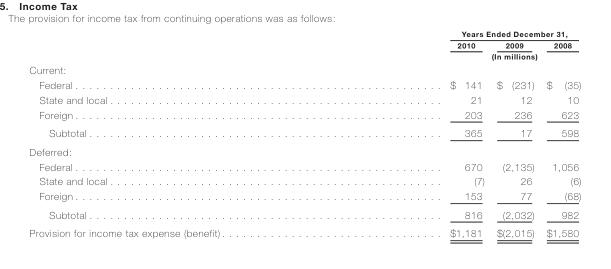 5. Income Tax
The provision for income tax from continuing operations was as follows:
Years Ended December 31,
2010 2009 2008
(In millions)
Current:
Federal . . . . . . . . . . . . . . . . . . . . $ 141 $ (231) $ (35)
State and local . . . . . . . . . . . . . . . . . . . . 21 12 10
Foreign . . . . . . . . . . . . . . . . . . . . 203 236 623
Subtotal . . . . . . . . . . . . . . . . . . . . 365 17 598
Deferred:
Federal . . . . . . . . . . . . . . . . . . . . 670 (2,135) 1,056
State and local . . . . . . . . . . . . . . . . . . . . (7) 26 (6)
Foreign . . . . . . . . . . . . . . . . . . . . 153 77 (68)
Subtotal . . . . . . . . . . . . . . . . . . . . 816 (2,032) 982
Provision for income tax expense (benefit) . . . . . . . . . . . . . . . . . . . . $1,181 $(2,015) $1,580